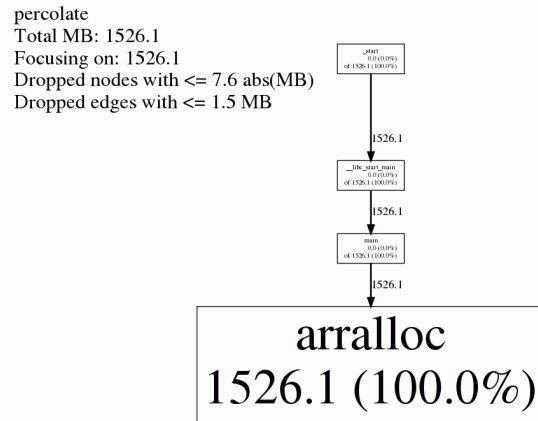 percolate
Total MB: 1526.1
Focusing on: 1526.1
Dropped nodes with <= 7.6 abs(MB)
Dropped edges with <= 1.5 MB
_start
0.0 (0.0%)
of 1526.1 (100.0%)
1526.1
__libc_start_main
0.0 (0.0%)
of 1526.1 (100.0%)
1526.1
main
0.0 (0.0%)
of 1526.1 (100.0%)
1526.1
arralloc
1526.1 (100.0%)